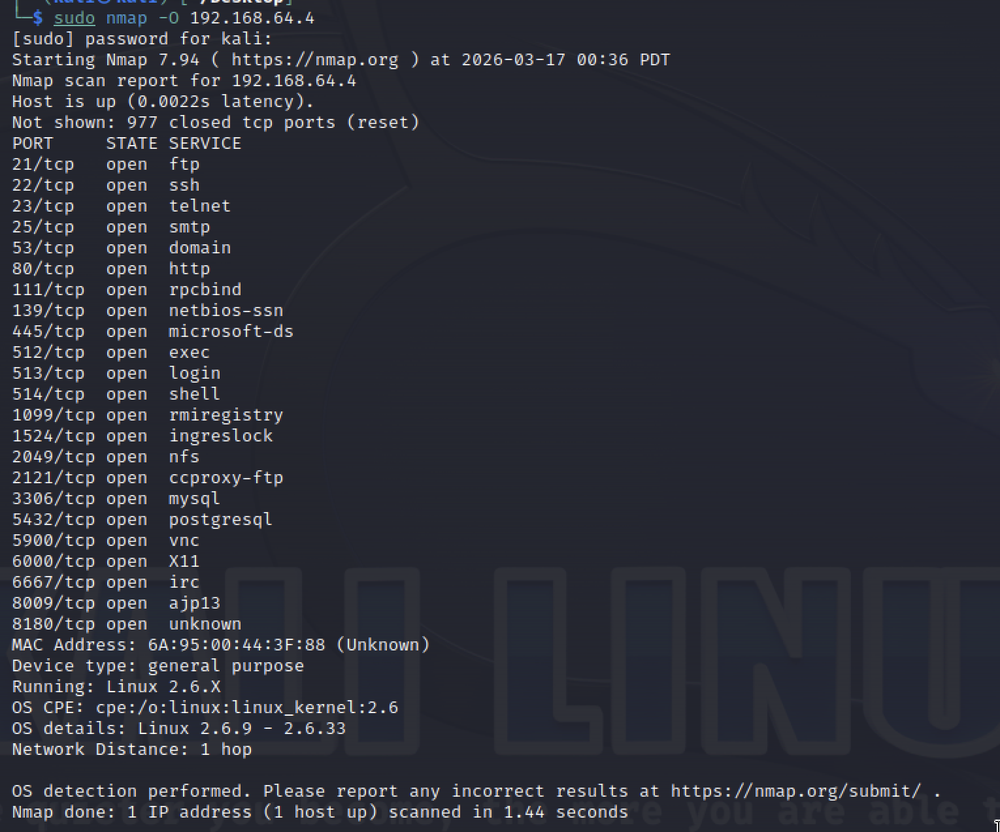 (kali㉿kali)-[~/Desktop]
└─$ sudo nmap -O 192.168.64.4
[sudo] password for kali:
Starting Nmap 7.94 ( https://nmap.org ) at 2026-03-17 00:36 PDT
Nmap scan report for 192.168.64.4
Host is up (0.0022s latency).
Not shown: 977 closed tcp ports (reset)
PORT     STATE SERVICE
21/tcp   open  ftp
22/tcp   open  ssh
23/tcp   open  telnet
25/tcp   open  smtp
53/tcp   open  domain
80/tcp   open  http
111/tcp  open  rpcbind
139/tcp  open  netbios-ssn
445/tcp  open  microsoft-ds
512/tcp  open  exec
513/tcp  open  login
514/tcp  open  shell
1099/tcp open  rmiregistry
1524/tcp open  ingreslock
2049/tcp open  nfs
2121/tcp open  ccproxy-ftp
3306/tcp open  mysql
5432/tcp open  postgresql
5900/tcp open  vnc
6000/tcp open  X11
6667/tcp open  irc
8009/tcp open  ajp13
8180/tcp open  unknown
MAC Address: 6A:95:00:44:3F:88 (Unknown)
Device type: general purpose
Running: Linux 2.6.X
OS CPE: cpe:/o:linux:linux_kernel:2.6
OS details: Linux 2.6.9 - 2.6.33
Network Distance: 1 hop
OS detection performed. Please report any incorrect results at https://nmap.org/submit/ .
Nmap done: 1 IP address (1 host up) scanned in 1.44 seconds